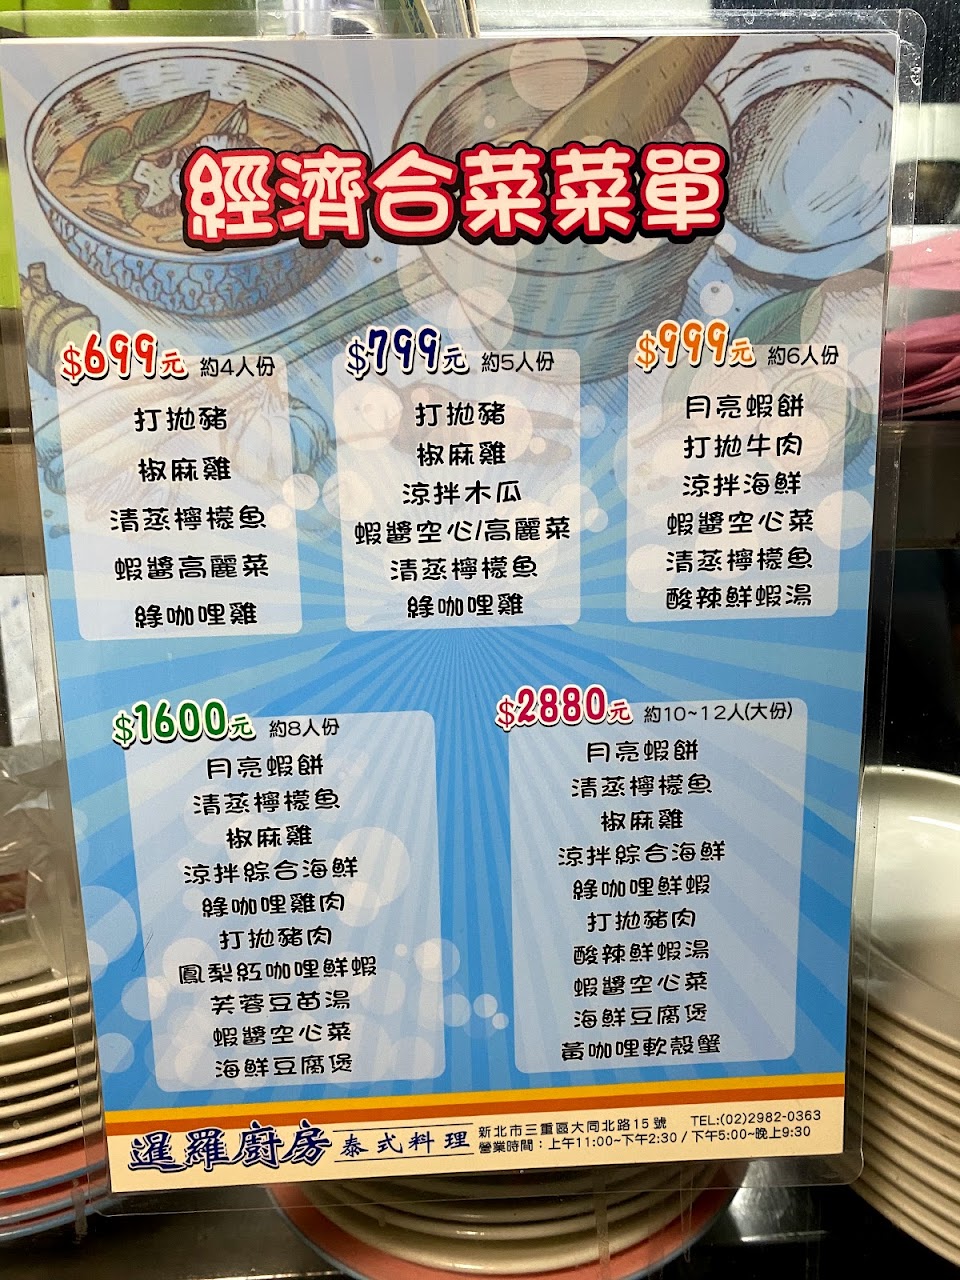 經濟合菜菜單
$699元 約4人份
打拋豬
椒麻雞
清蒸檸檬魚
蝦醬高麗菜
綠咖哩雞
$799元 約5人份
打拋豬
椒麻雞
涼拌木瓜
蝦醬空心/高麗菜
清蒸檸檬魚
綠咖哩雞
$999元 約6人份
月亮蝦餅
打拋牛肉
涼拌海鮮
蝦醬空心菜
清蒸檸檬魚
酸辣鮮蝦湯
$1600元 約8人份
月亮蝦餅
清蒸檸檬魚
椒麻雞
涼拌綜合海鮮
綠咖哩雞肉
打拋豬肉
鳳梨紅咖哩鮮蝦
芙蓉豆苗湯
蝦醬空心菜
海鮮豆腐煲
$2880元 約10~12人(大份)
月亮蝦餅
清蒸檸檬魚
椒麻雞
涼拌綜合海鮮
綠咖哩鮮蝦
打拋豬肉
酸辣鮮蝦湯
蝦醬空心菜
海鮮豆腐煲
黃咖哩軟殼蟹
暹羅廚房 泰式料理
新北市三重區大同北路15號 TEL:(02)2982-0363
營業時間：上午11:00~下午2:30 / 下午5:00~晚上9:30